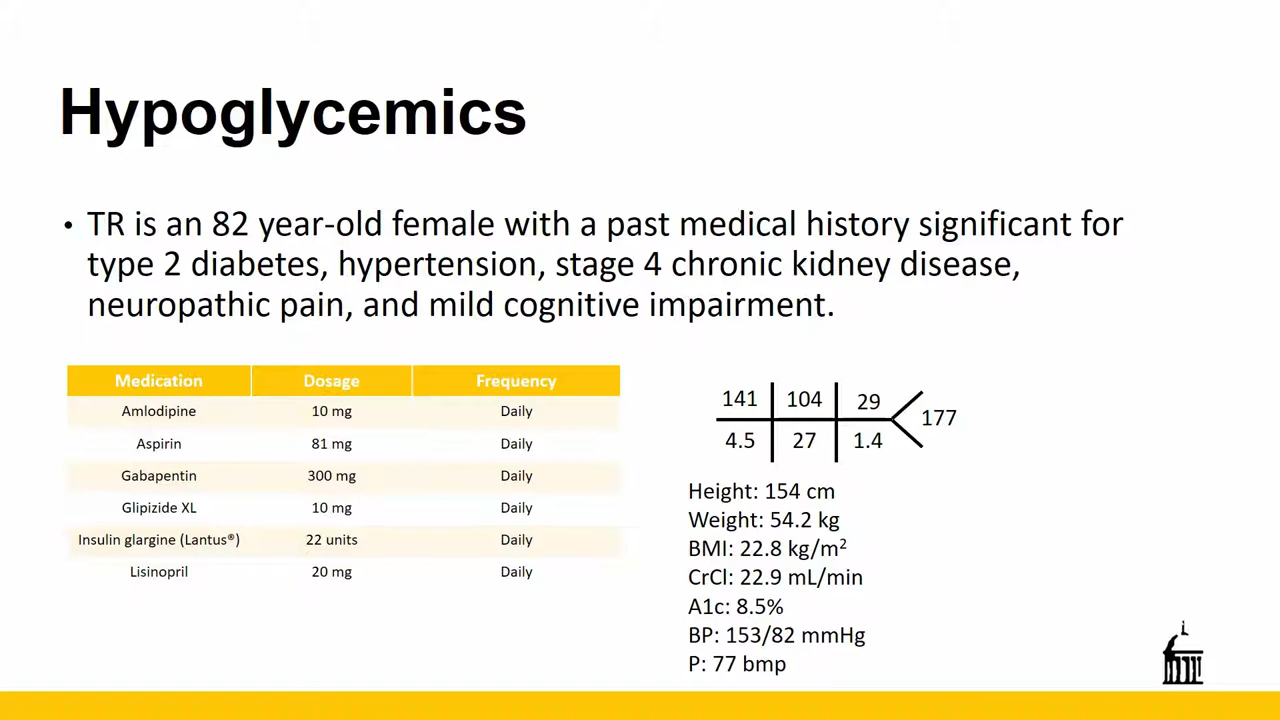 Hypoglycemics
• TR is an 82 year-old female with a past medical history significant for
type 2 diabetes, hypertension, stage 4 chronic kidney disease,
neuropathic pain, and mild cognitive impairment.
Medication Dosage Frequency
Amlodipine 10 mg Daily
Aspirin 81 mg Daily
Gabapentin 300 mg Daily
Glipizide XL 10 mg Daily
Insulin glargine (Lantus®) 22 units Daily
Lisinopril 20 mg Daily
141 104 29 177
4.5 27 1.4
Height: 154 cm
Weight: 54.2 kg
BMI: 22.8 kg/m²
CrCl: 22.9 mL/min
A1c: 8.5%
BP: 153/82 mmHg
P: 77 bmp